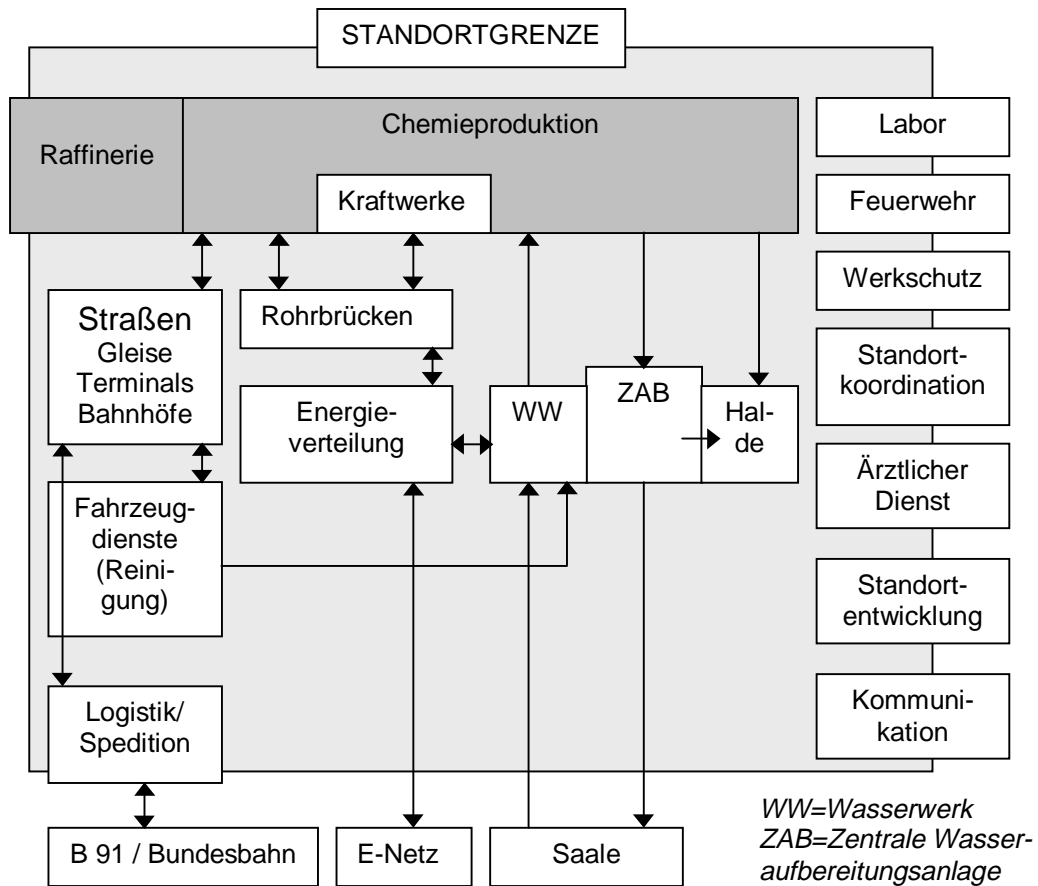 STANDORTGRENZE
Raffinerie
Chemieproduktion
Kraftwerke
Labor
Feuerwehr
Werkschutz
Standort-
koordination
Ärztlicher
Dienst
Standort-
entwicklung
Kommuni-
kation
Straßen
Gleise
Terminals
Bahnhöfe
Rohrbrücken
Energie-
verteilung
WW
ZAB
Hal-
de
Fahrzeug-
dienste
(Reini-
gung)
Logistik/
Spedition
B 91 / Bundesbahn
E-Netz
Saale
WW=Wasserwerk
ZAB=Zentrale Wasser-
aufbereitungsanlage